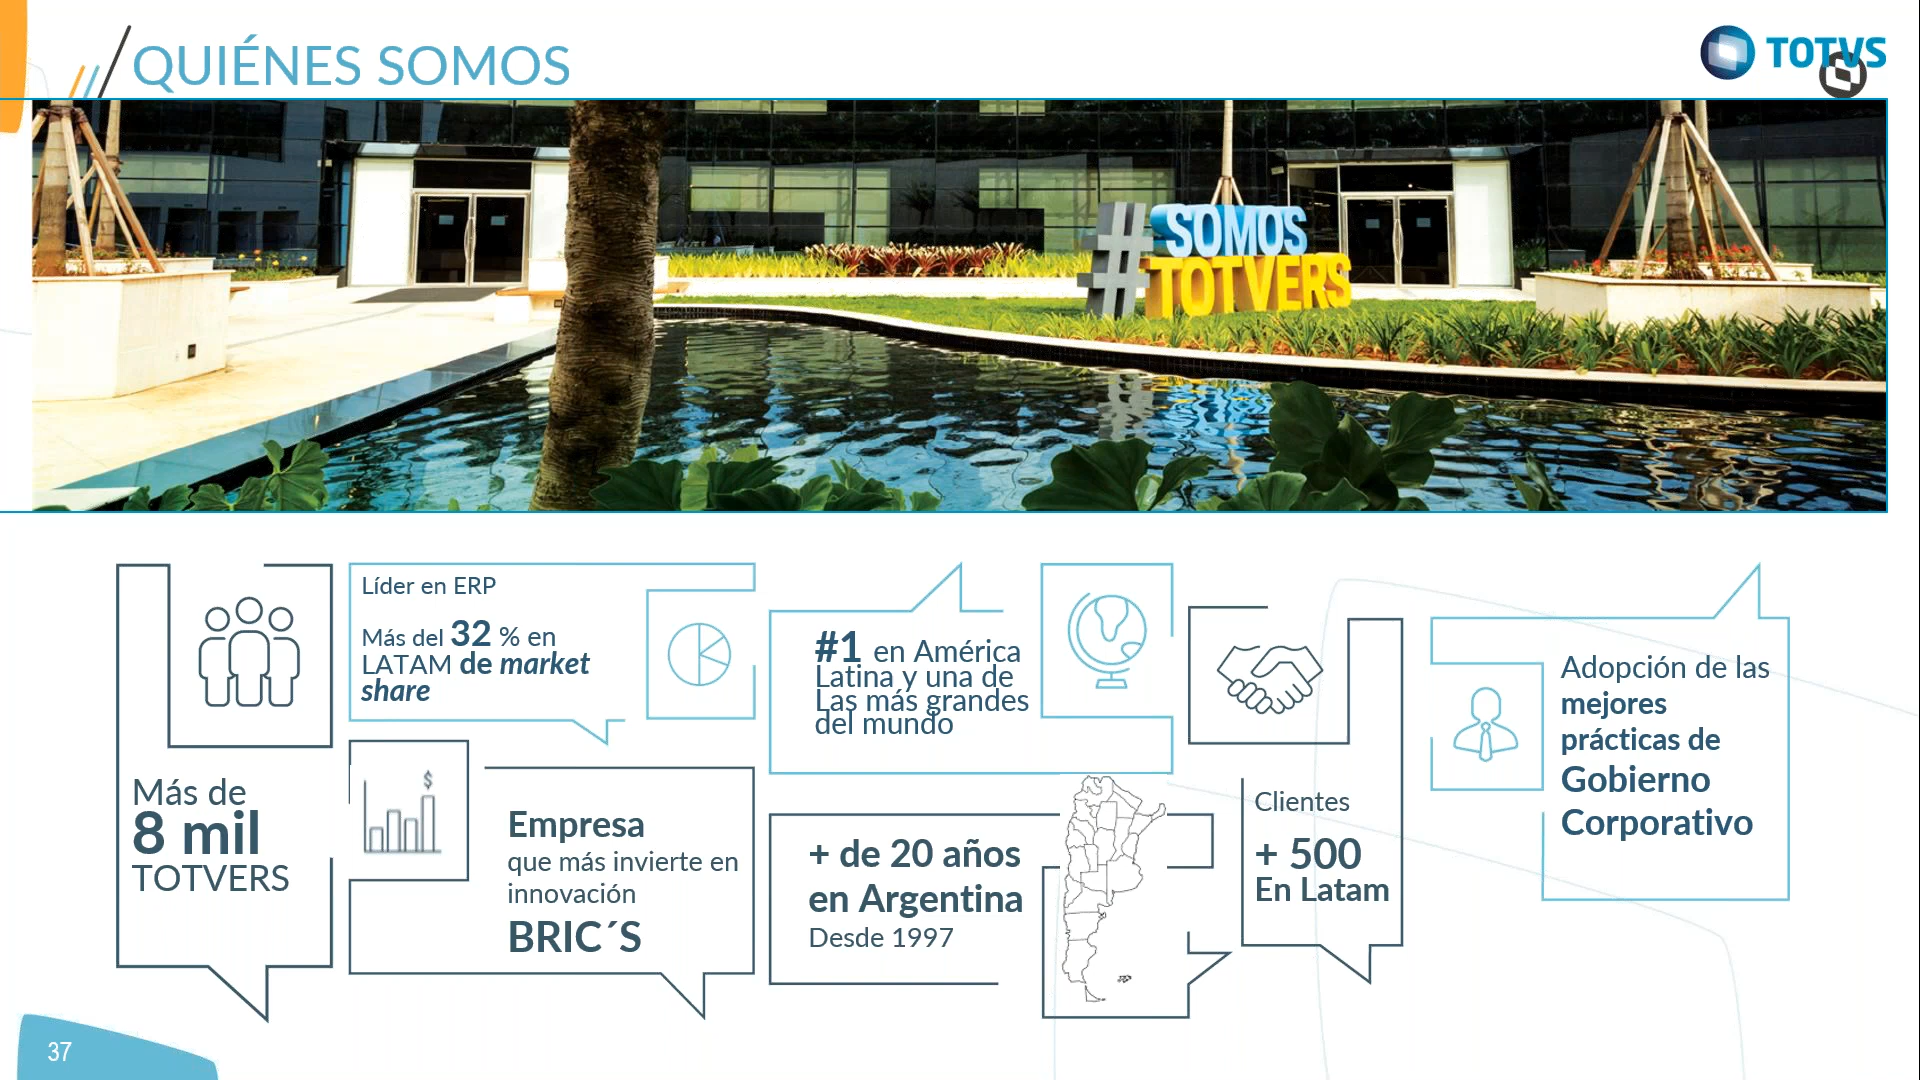 QUIÉNES SOMOS
TOTVS
#SOMOS
TOTVERS
Más de
8 mil
TOTVERS
Líder en ERP
Más del 32 % en
LATAM de market
share
Empresa
que más invierte en
innovación
BRIC´S
$
#1 en América
Latina y una de
Las más grandes
del mundo
+ de 20 años
en Argentina
Desde 1997
Clientes
+ 500
En Latam
Adopción de las
mejores
prácticas de
Gobierno
Corporativo
37